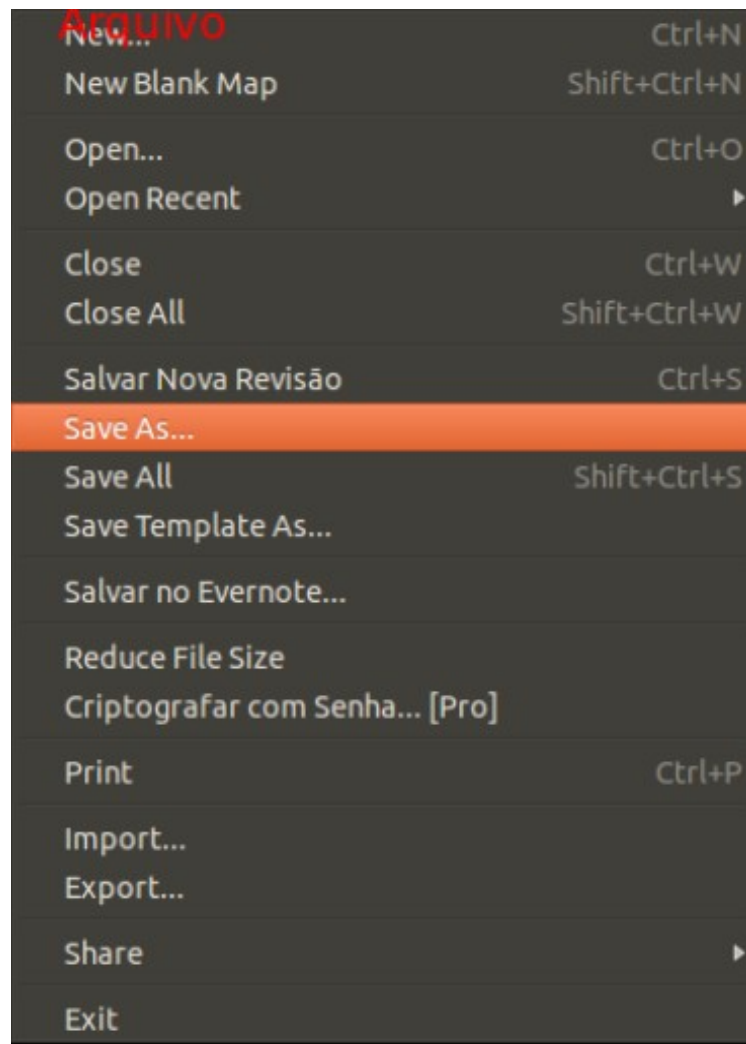 Arquivo
New... Ctrl+N
New Blank Map Shift+Ctrl+N
Open... Ctrl+O
Open Recent
Close Ctrl+W
Close All Shift+Ctrl+W
Salvar Nova Revisão Ctrl+S
Save As...
Save All Shift+Ctrl+S
Save Template As...
Salvar no Evernote...
Reduce File Size
Criptografar com Senha... [Pro]
Print Ctrl+P
Import...
Export...
Share
Exit